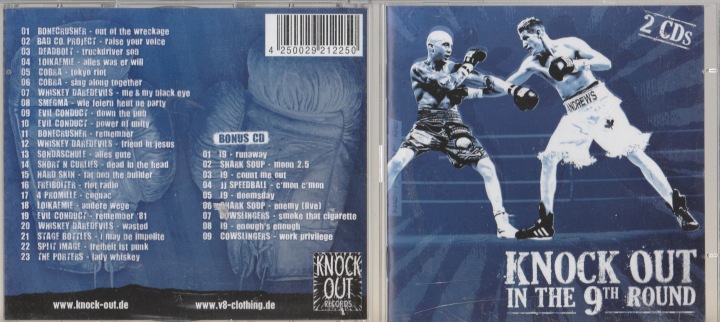 01 BONECRUSHER - out of the wreckage
02 BAD CO. PROJECT - raise your voice
03 DEADBOLT - truckdriver son
04 LOIKAEMIE - alles was er will
05 COBRA - tokyo riot
06 COBRA - sing along together
07 WHISKEY DAREDEVILS - me & my black eye
08 SMEGMA - wie feiern heut ne party
09 EVIL CONDUCT - down the pub
10 EVIL CONDUCT - power of unity
11 BONECRUSHER - remember
12 WHISKEY DAREDEVILS - friend in jesus
13 SONDASCHULE - alles gute
14 SHORT N CURLIES - dead in the head
15 HARD SKIN - fat bob the builder
16 FREIBOITER - riot radio
17 4 PROMILLE - cognac
18 LOIKAEMIE - andere wege
19 EVIL CONDUCT - remember '81
20 WHISKEY DAREDEVILS - wasted
21 STAGE BOTTLES - i may be impolite
22 SPLIT IMAGE - freiheit ist punk
23 THE PORTERS - lady whiskey
www.knock-out.de
4 250029 212250
BONUS CD
01 i9 - runaway
02 SHARK SOUP - moon 2.5
03 i9 - count me out
04 JJ SPEEDBALL - c'mon c'mon
05 i9 - doomsday
06 SHARK SOUP - enemy (live)
07 COWSLINGERS - smoke that cigarette
08 i9 - enough's enough
09 COWSLINGERS - work privilege
www.v8-clothing.de
KNOCK
OUT
RECORDS
2 CDs
ANDREWS
KNOCK OUT
IN THE 9TH ROUND